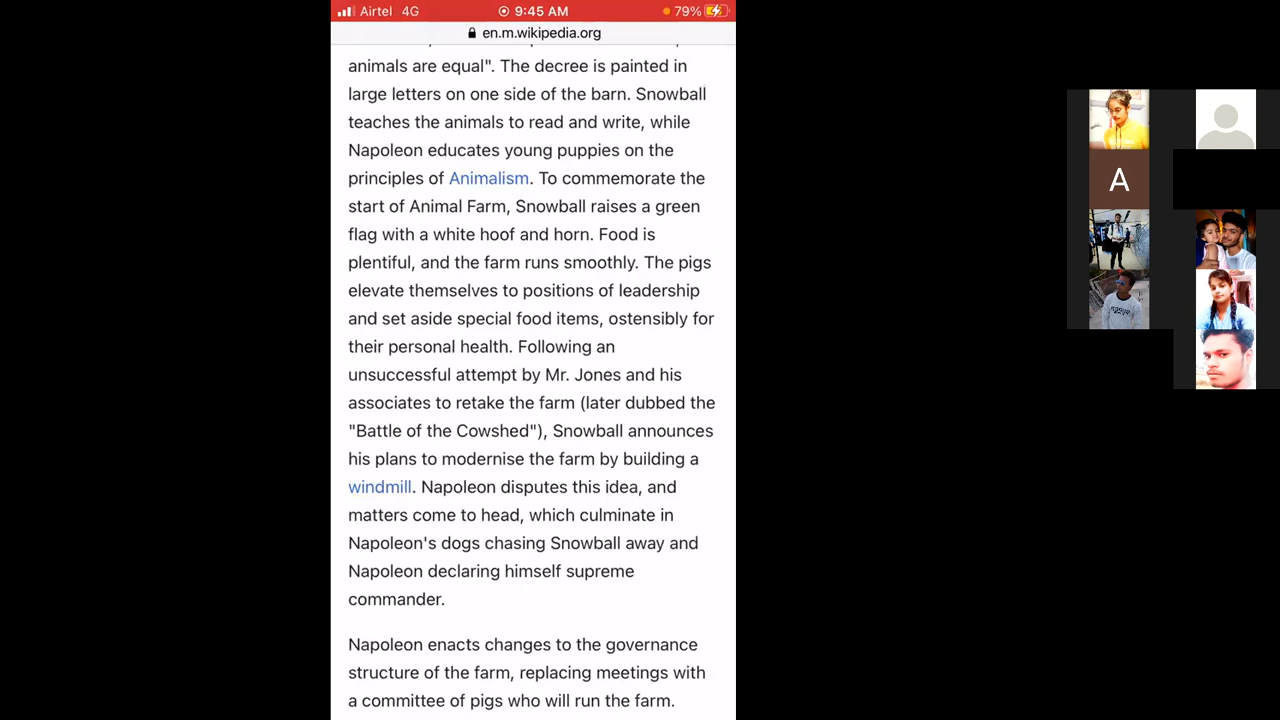 Airtel 4G 9:45 AM 79%
en.m.wikipedia.org
animals are equal". The decree is painted in
large letters on one side of the barn. Snowball
teaches the animals to read and write, while
Napoleon educates young puppies on the
principles of Animalism. To commemorate the
start of Animal Farm, Snowball raises a green
flag with a white hoof and horn. Food is
plentiful, and the farm runs smoothly. The pigs
elevate themselves to positions of leadership
and set aside special food items, ostensibly for
their personal health. Following an
unsuccessful attempt by Mr. Jones and his
associates to retake the farm (later dubbed the
"Battle of the Cowshed"), Snowball announces
his plans to modernise the farm by building a
windmill. Napoleon disputes this idea, and
matters come to head, which culminate in
Napoleon's dogs chasing Snowball away and
Napoleon declaring himself supreme
commander.
Napoleon enacts changes to the governance
structure of the farm, replacing meetings with
a committee of pigs who will run the farm.
A